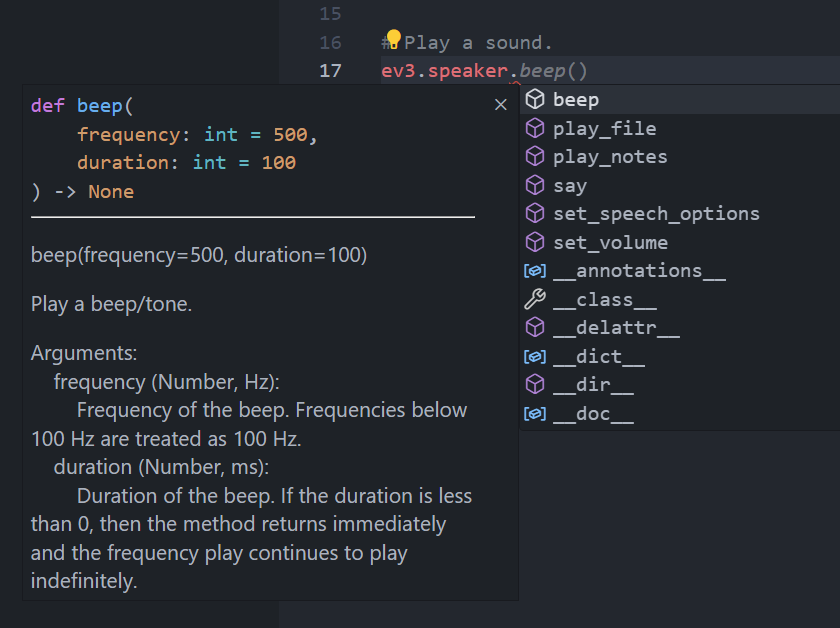 15
16 # Play a sound.
17 ev3.speaker.beep()
def beep(
    frequency: int = 500,
    duration: int = 100
) -> None
beep(frequency=500, duration=100)
Play a beep/tone.
Arguments:
    frequency (Number, Hz):
        Frequency of the beep. Frequencies below
100 Hz are treated as 100 Hz.
    duration (Number, ms):
        Duration of the beep. If the duration is less
than 0, then the method returns immediately
and the frequency play continues to play
indefinitely.
beep
play_file
play_notes
say
set_speech_options
set_volume
__annotations__
__class__
__delattr__
__dict__
__dir__
__doc__